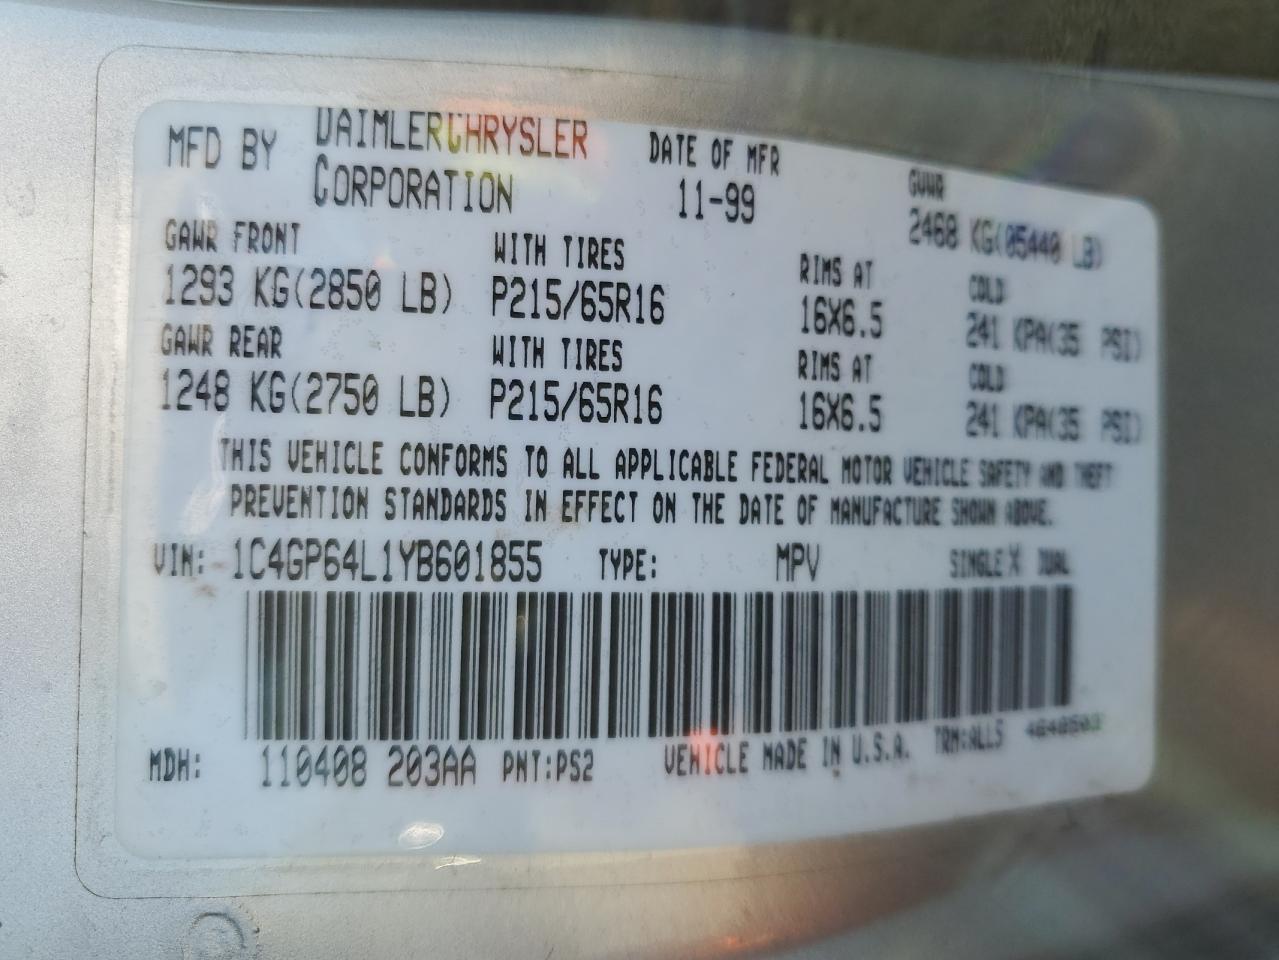 MFD BY DAIMLERCHRYSLER CORPORATION DATE OF MFR 11-99 GVWR 2468 KG(05440 LB)
GAWR FRONT WITH TIRES RIMS AT COLD
1293 KG(2850 LB) P215/65R16 16X6.5 241 KPA(35 PSI)
GAWR REAR WITH TIRES RIMS AT COLD
1248 KG(2750 LB) P215/65R16 16X6.5 241 KPA(35 PSI)
THIS VEHICLE CONFORMS TO ALL APPLICABLE FEDERAL MOTOR VEHICLE SAFETY AND THEFT
PREVENTION STANDARDS IN EFFECT ON THE DATE OF MANUFACTURE SHOWN ABOVE.
VIN: 1C4GP64L1YB601855 TYPE: MPV SINGLE X DUAL
MDH: 110408 203AA PNT:PS2 VEHICLE MADE IN U.S.A. TRM:ALL5